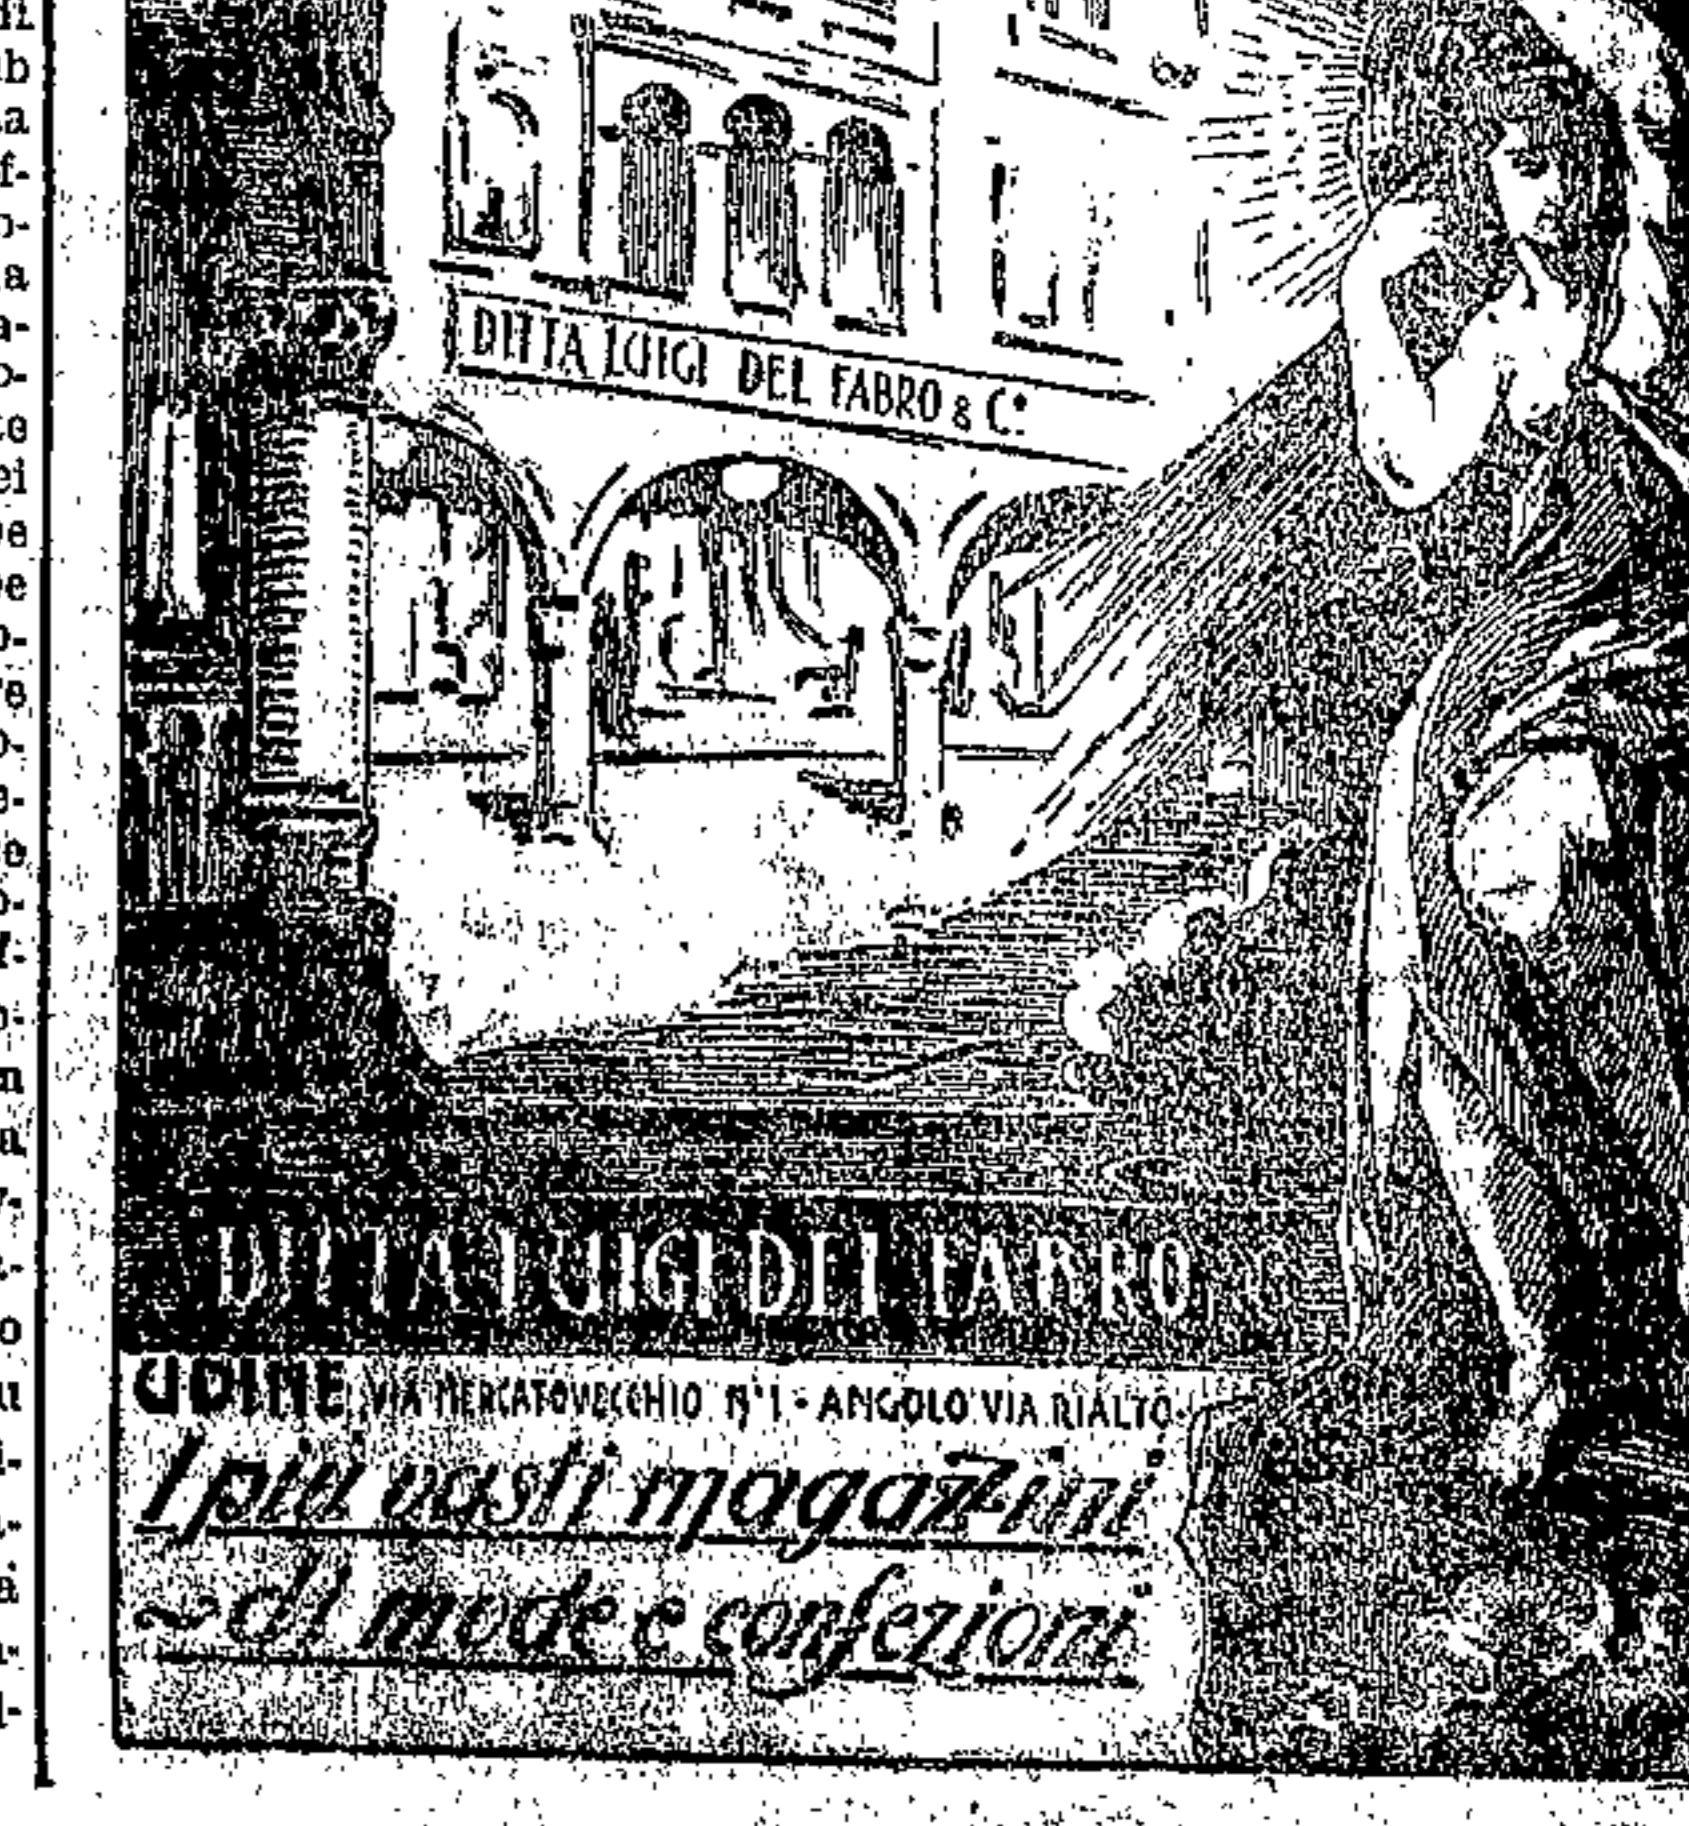 DITTA LUIGI DEL FABRO & C.º
DITTA LUIGI DEL FABRO
UDINE VIA MERCATOVECCHIO Nº 1 - ANGOLO VIA RIALTO
I più vasti magazzini
di mode e confezioni